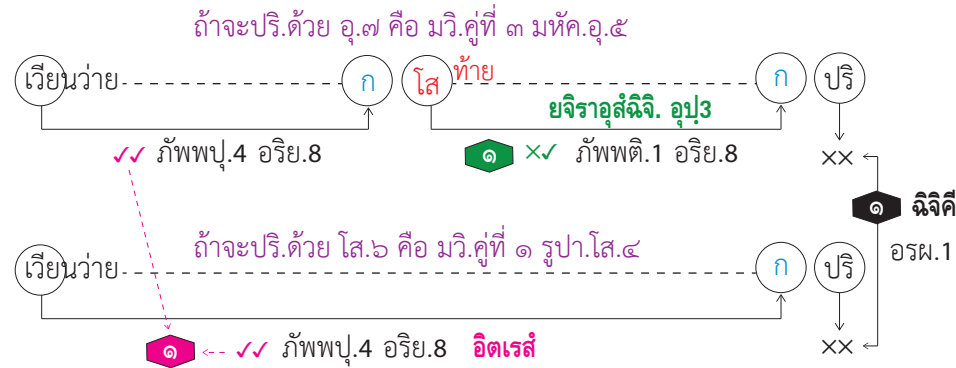 ถ้าจะปริ.ด้วย อุ.๗ คือ มวิ.คู่ที่ ๓ มหัค.อุ.๕
เวียนว่าย ก โส ท้าย ก ปริ
ยจิราอุสํฉิจิ. อุปฺ3
✓✓ ภัพพปุ.4 อริย.8 ๑ ×✓ ภัพพติ.1 อริย.8 ××
๑ ฉิจิคี
ถ้าจะปริ.ด้วย โส.๖ คือ มวิ.คู่ที่ ๑ รูปา.โส.๔
อรผ.1
เวียนว่าย ก ปริ
๑ ✓✓ ภัพพปุ.4 อริย.8 อิตเรสํ ××